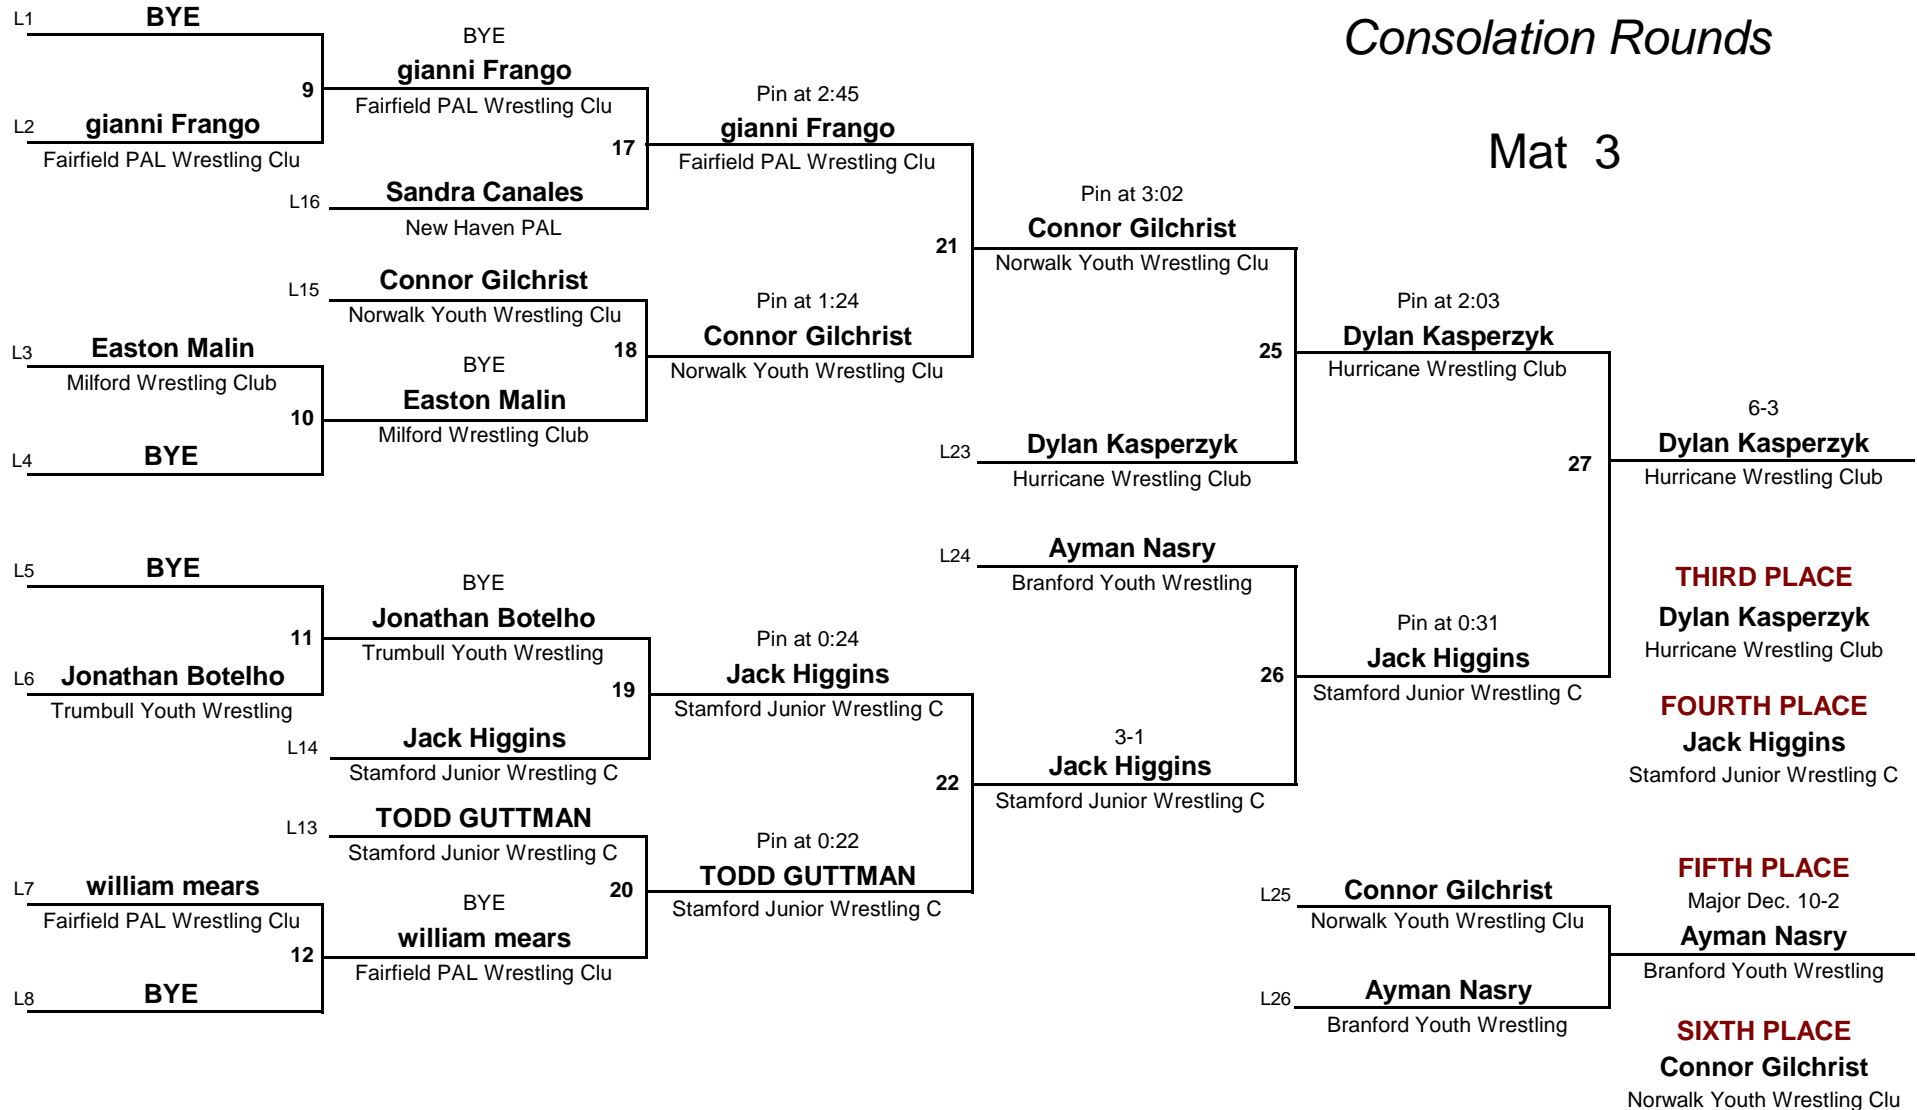 Consolation Rounds
Mat 3
L1 BYE
9
L2 gianni Frango
Fairfield PAL Wrestling Clu
BYE
gianni Frango
Fairfield PAL Wrestling Clu
17
L16 Sandra Canales
New Haven PAL
L15 Connor Gilchrist
Norwalk Youth Wrestling Clu
18
L3 Easton Malin
Milford Wrestling Club
10
L4 BYE
BYE
Easton Malin
Milford Wrestling Club
Pin at 2:45
gianni Frango
Fairfield PAL Wrestling Clu
21
Pin at 1:24
Connor Gilchrist
Norwalk Youth Wrestling Clu
Pin at 3:02
Connor Gilchrist
Norwalk Youth Wrestling Clu
25
L23 Dylan Kasperzyk
Hurricane Wrestling Club
Pin at 2:03
Dylan Kasperzyk
Hurricane Wrestling Club
27
6-3
Dylan Kasperzyk
Hurricane Wrestling Club
L5 BYE
11
L6 Jonathan Botelho
Trumbull Youth Wrestling
BYE
Jonathan Botelho
Trumbull Youth Wrestling
19
L14 Jack Higgins
Stamford Junior Wrestling C
L13 TODD GUTTMAN
Stamford Junior Wrestling C
20
L7 william mears
Fairfield PAL Wrestling Clu
12
L8 BYE
BYE
william mears
Fairfield PAL Wrestling Clu
Pin at 0:24
Jack Higgins
Stamford Junior Wrestling C
22
Pin at 0:22
TODD GUTTMAN
Stamford Junior Wrestling C
L24 Ayman Nasry
Branford Youth Wrestling
26
3-1
Jack Higgins
Stamford Junior Wrestling C
Pin at 0:31
Jack Higgins
Stamford Junior Wrestling C
THIRD PLACE
Dylan Kasperzyk
Hurricane Wrestling Club
FOURTH PLACE
Jack Higgins
Stamford Junior Wrestling C
L25 Connor Gilchrist
Norwalk Youth Wrestling Clu
L26 Ayman Nasry
Branford Youth Wrestling
FIFTH PLACE
Major Dec. 10-2
Ayman Nasry
Branford Youth Wrestling
SIXTH PLACE
Connor Gilchrist
Norwalk Youth Wrestling Clu